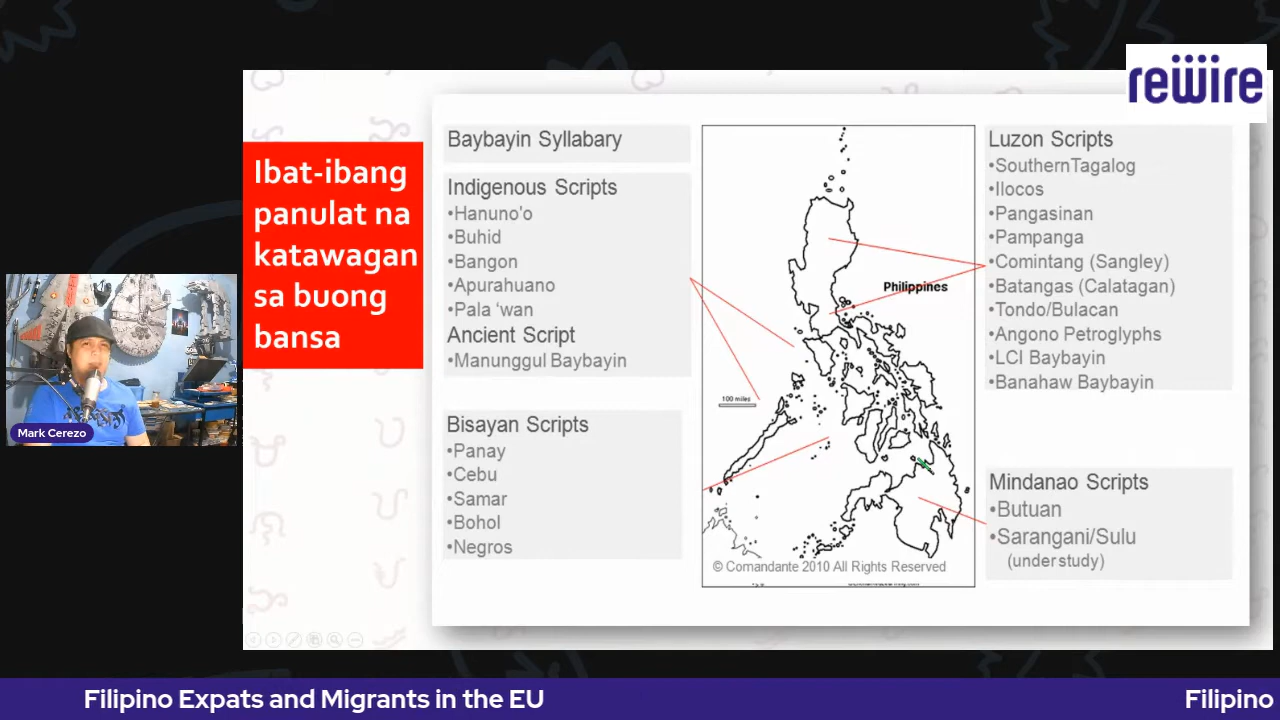 rewire
Ibat-ibang
panulat na
katawagan
sa buong
bansa
Baybayin Syllabary
Indigenous Scripts
•Hanuno'o
•Buhid
•Bangon
•Apurahuano
•Pala ‘wan
Ancient Script
•Manunggul Baybayin
Bisayan Scripts
•Panay
•Cebu
•Samar
•Bohol
•Negros
Philippines
100 miles
© Comandante 2010 All Rights Reserved
Luzon Scripts
•SouthernTagalog
•Ilocos
•Pangasinan
•Pampanga
•Comintang (Sangley)
•Batangas (Calatagan)
•Tondo/Bulacan
•Angono Petroglyphs
•LCI Baybayin
•Banahaw Baybayin
Mindanao Scripts
•Butuan
•Sarangani/Sulu
(under study)
Mark Cerezo
Filipino Expats and Migrants in the EU
Filipino